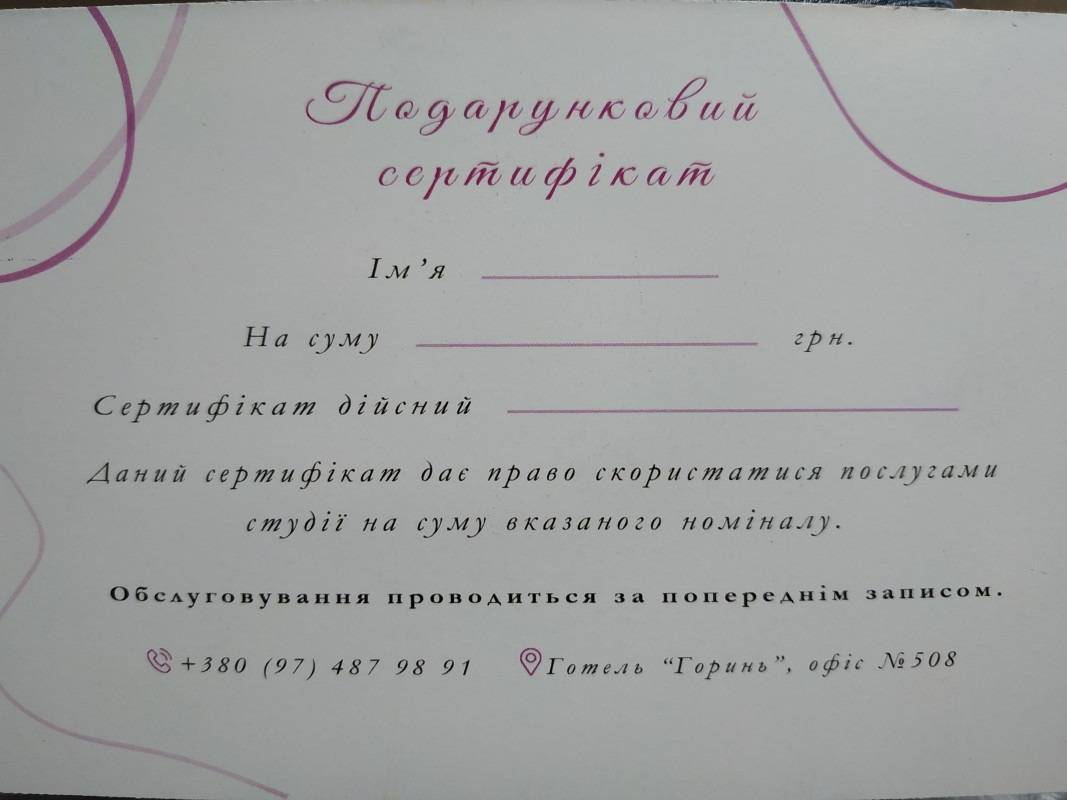 Подарунковий
сертифікат
Ім’я
На суму грн.
Сертифікат дійсний
Даний сертифікат дає право скористатися послугами
студії на суму вказаного номіналу.
Обслуговування проводиться за попереднім записом.
+380 (97) 487 98 91 Готель “Горинь”, офіс №508